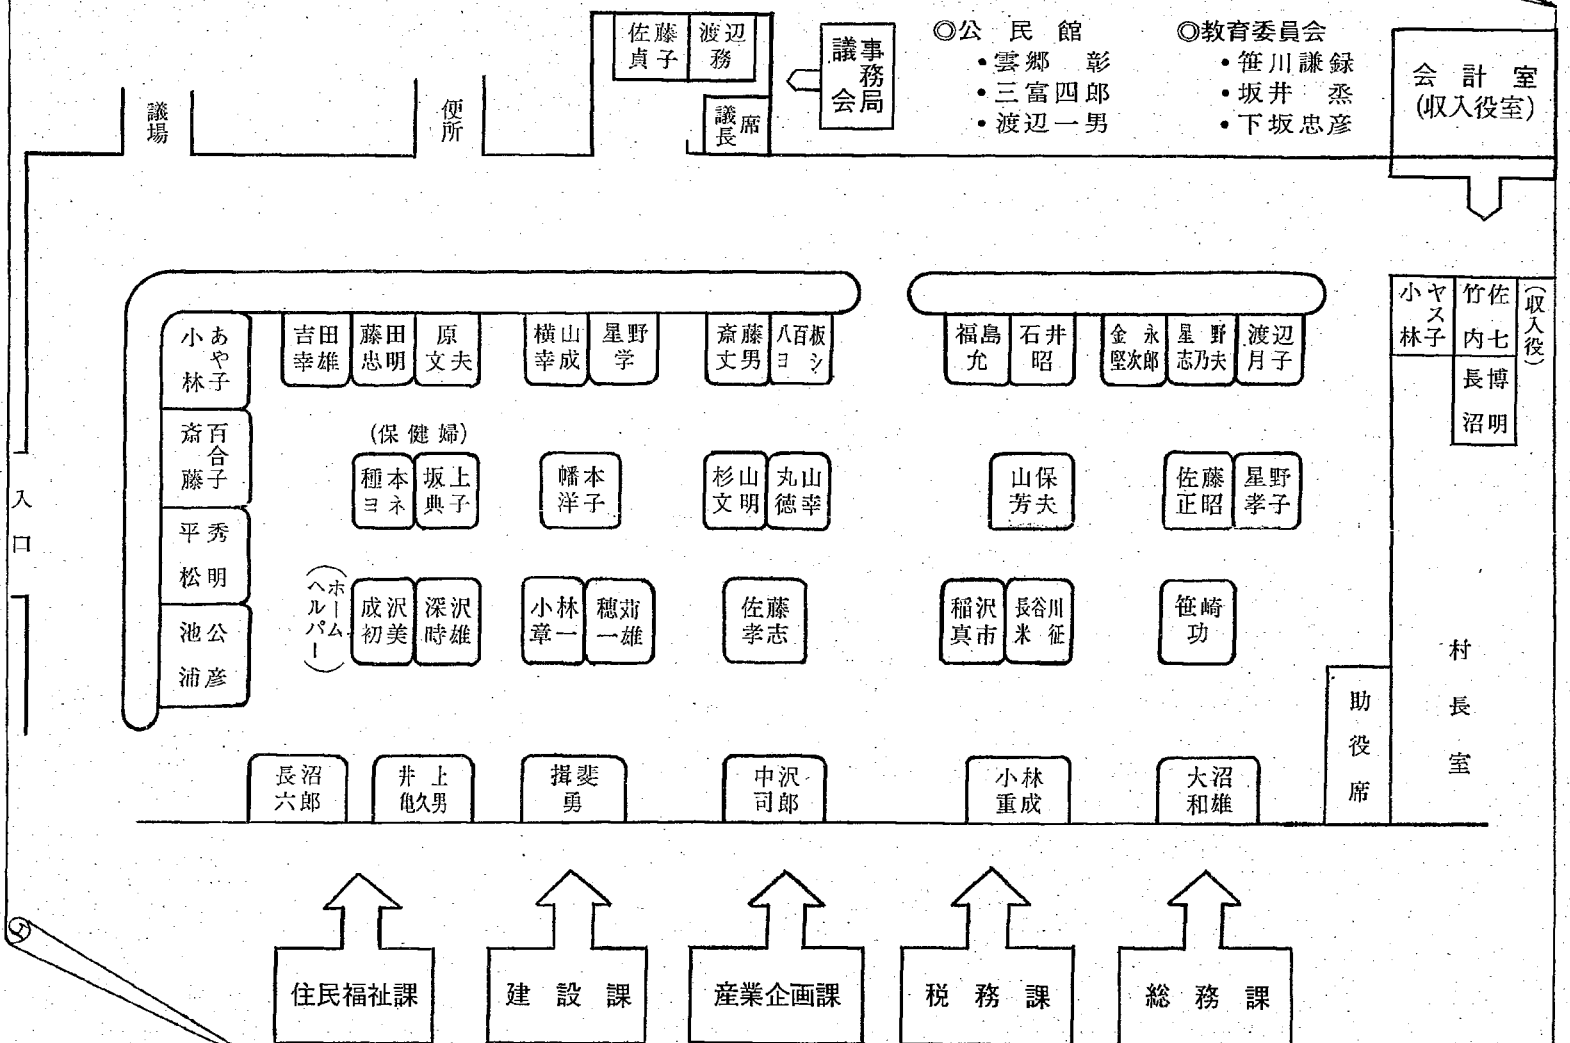 佐藤貞子
渡辺務
議会事務局
◎公民館
・雲郷 彰
・三富四郎
・渡辺一男
◎教育委員会
・笹川謙録
・坂井 烝
・下坂忠彦
会計室
(収入役室)
議場
便所
議長席
小林ヤス子
竹内佐七
(収入役)
長沼博明
小林あや子
吉田幸雄
藤田忠明
原文夫
横山幸成
星野学
斎藤丈男
八百板ヨシ
福島允
石井昭
金永堅次郎
星野志乃夫
渡辺月子
斎藤百合子
(保健婦)
種本ヨネ
坂上典子
幡本洋子
杉山文明
丸山徳幸
山保芳夫
佐藤正昭
星野孝子
入口
平松秀明
(ホームヘルパー)
成沢初美
深沢時雄
小林章一
穂苅一雄
佐藤孝志
稲沢真市
長谷川米征
笹崎功
池浦公彦
村長室
助役席
長沼六郎
井上亀久男
揖斐勇
中沢司郎
小林重成
大沼和雄
住民福祉課
建設課
産業企画課
税務課
総務課